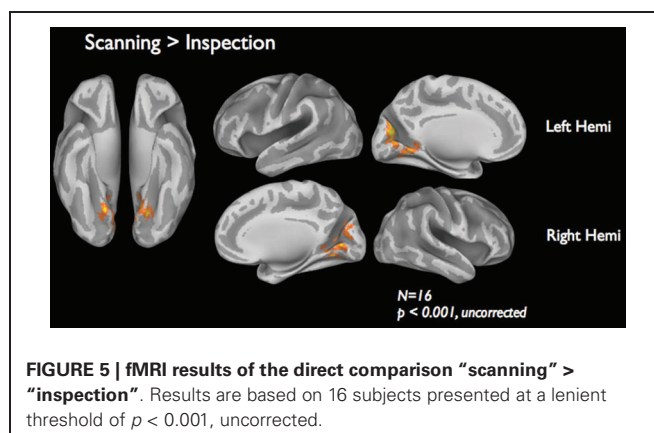 Scanning > Inspection
Left Hemi
Right Hemi
N=16
p < 0.001, uncorrected
FIGURE 5 | fMRI results of the direct comparison “scanning” >
“inspection”. Results are based on 16 subjects presented at a lenient
threshold of p < 0.001, uncorrected.